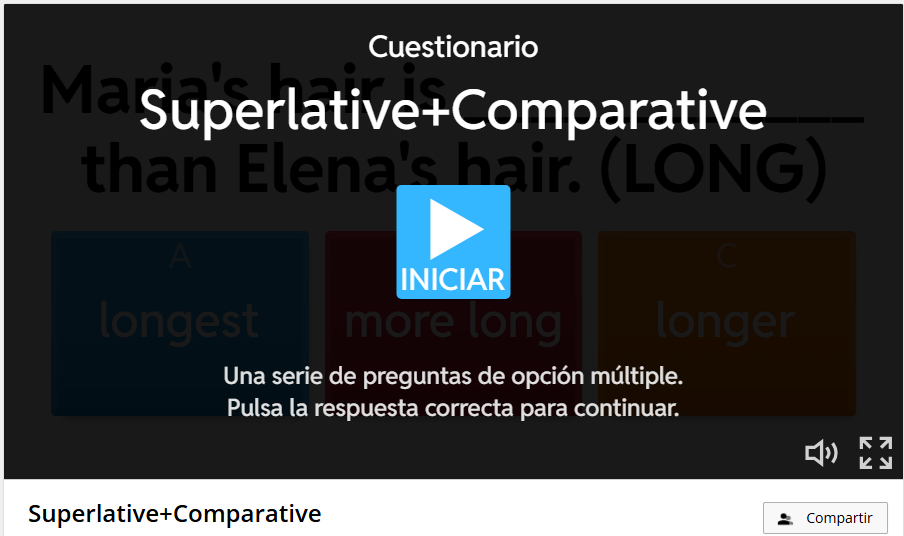 Cuestionario
Maria's hair is ____________
Superlative+Comparative
than Elena's hair. (LONG)
INICIAR
A
C
longest
more long
longer
Una serie de preguntas de opción múltiple.
Pulsa la respuesta correcta para continuar.
Superlative+Comparative
Compartir